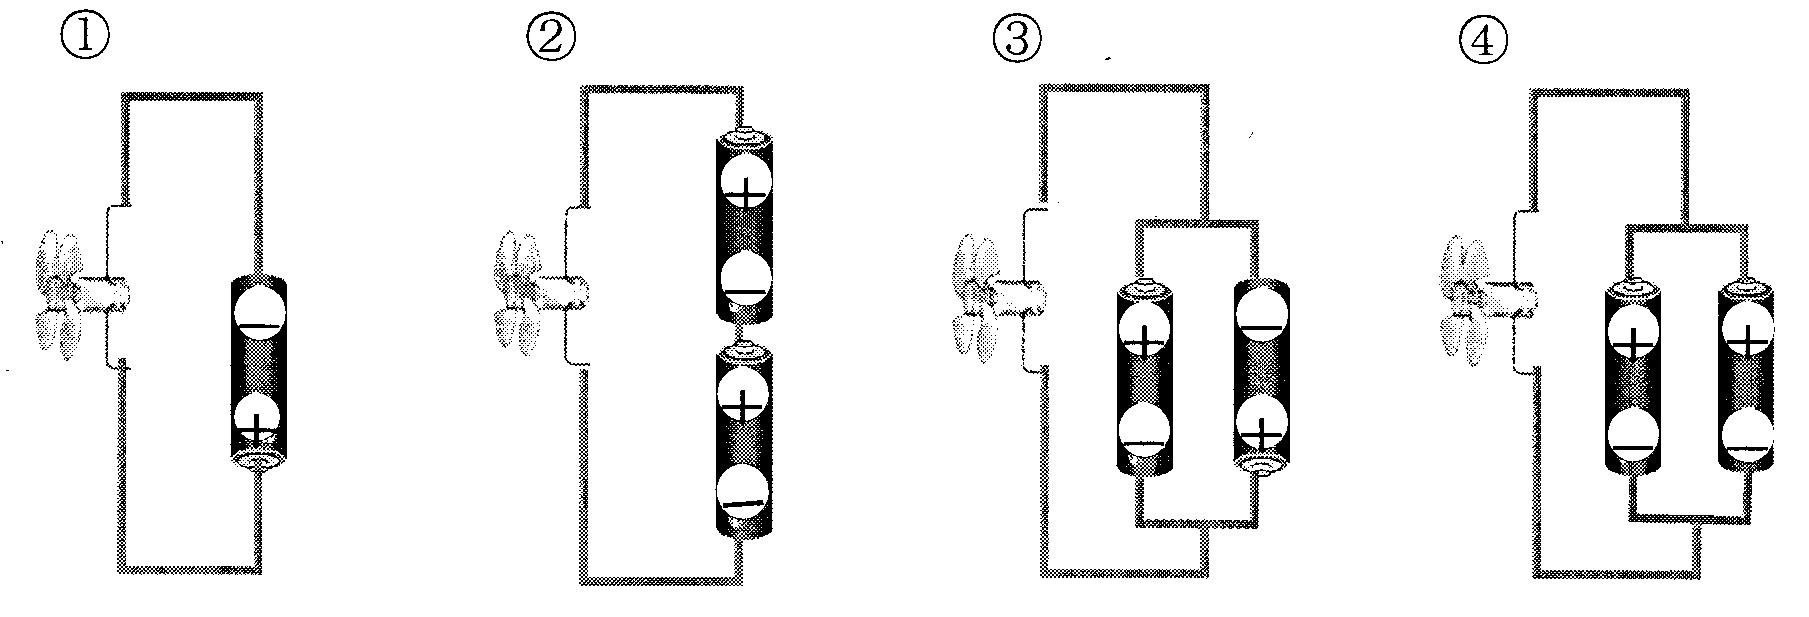 ① ② ③ ④
+ − +
− + −
− + + +
+
+ − + − −
−